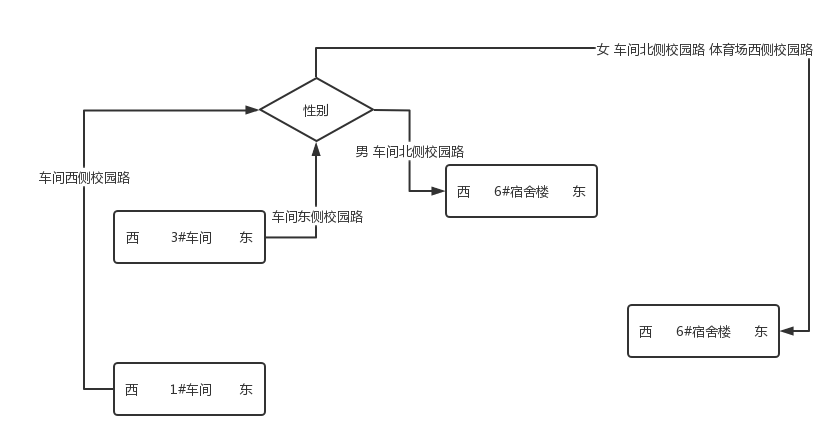 女 车间北侧校园路 体育场西侧校园路
性别
男 车间北侧校园路
车间西侧校园路
西 6#宿舍楼 东
车间东侧校园路
西 3#车间 东
西 6#宿舍楼 东
西 1#车间 东